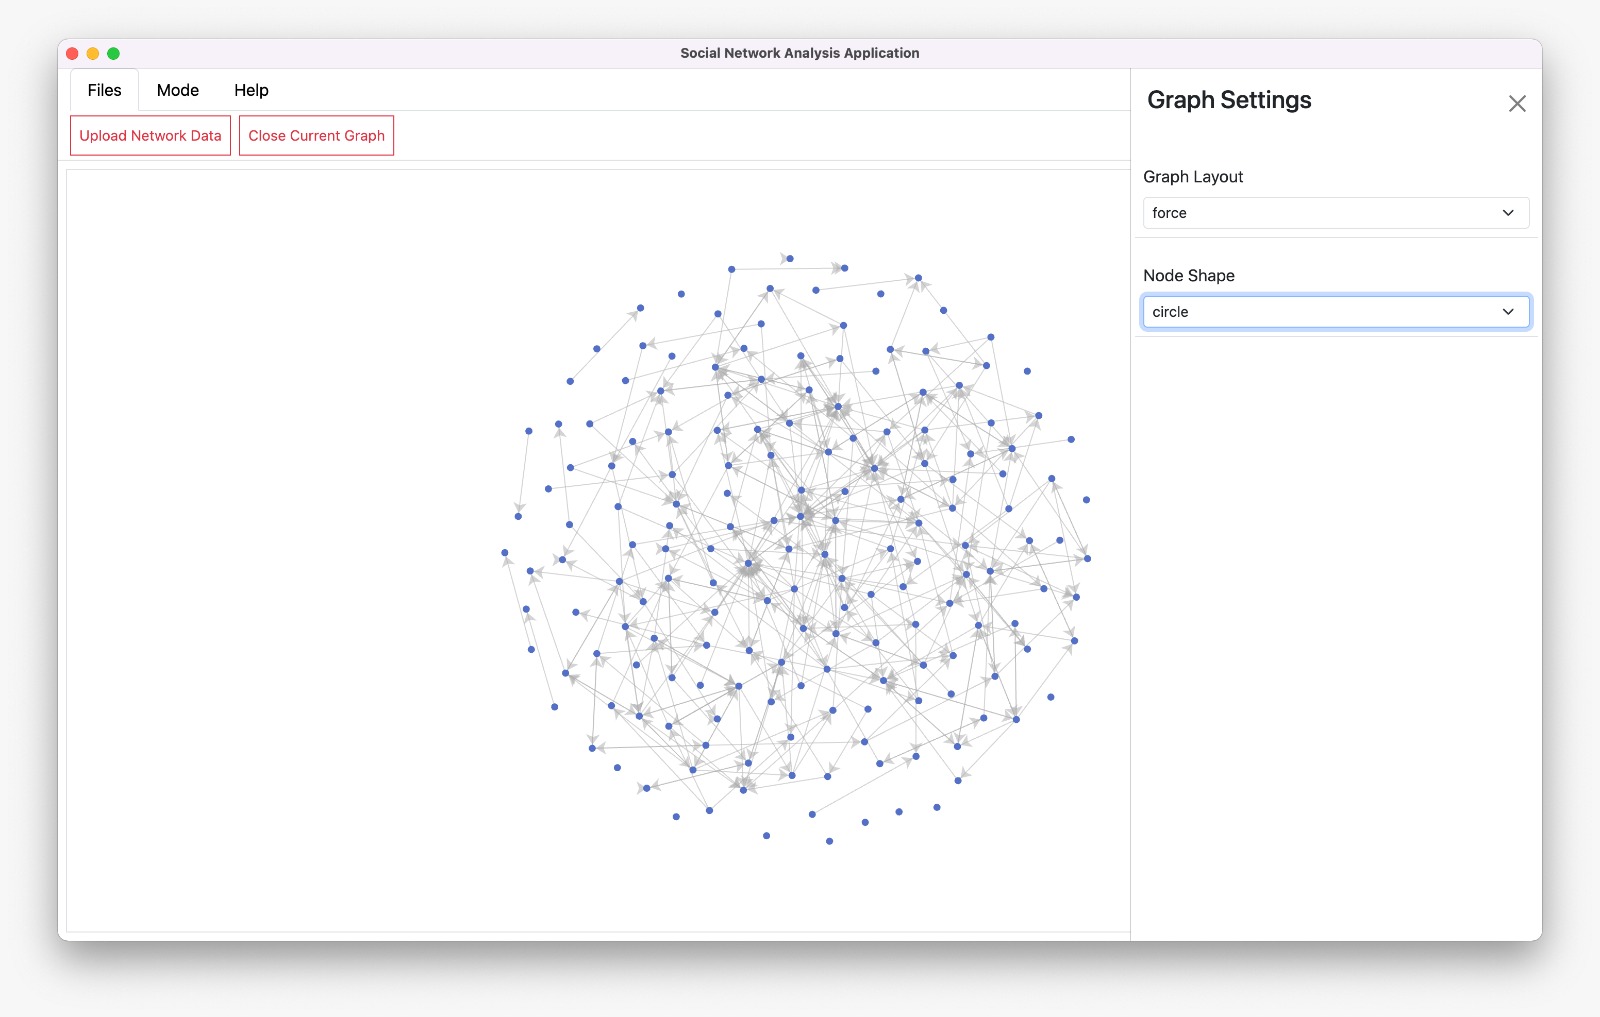 Social Network Analysis Application
Files Mode Help
Upload Network Data Close Current Graph
Graph Settings
Graph Layout
force
Node Shape
circle